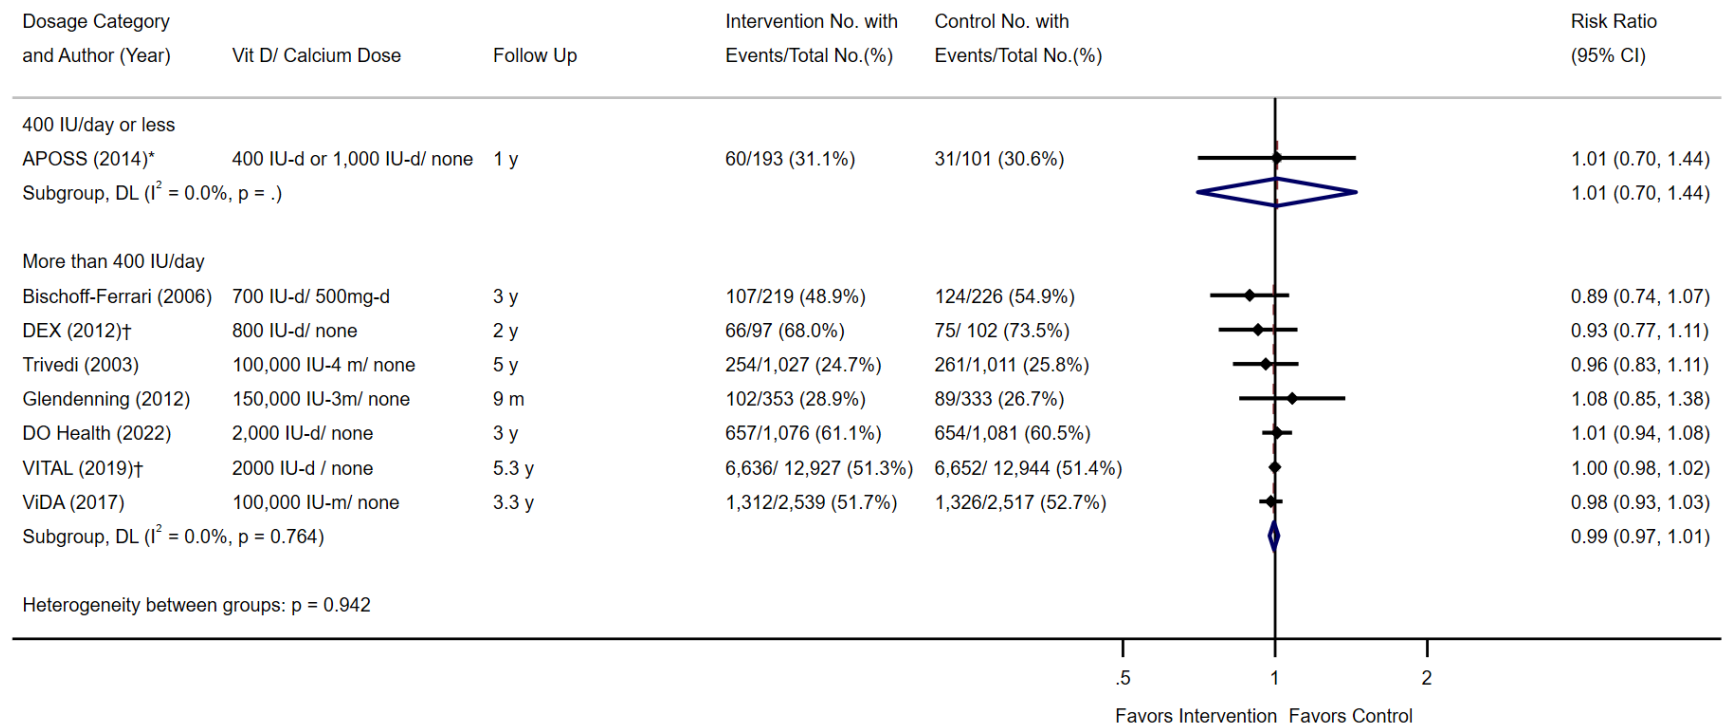 Dosage Category Intervention No. with Control No. with Risk Ratio
and Author (Year) Vit D/ Calcium Dose Follow Up Events/Total No.(%) Events/Total No.(%) (95% CI)
400 IU/day or less
APOSS (2014)* 400 IU-d or 1,000 IU-d/ none 1 y 60/193 (31.1%) 31/101 (30.6%) 1.01 (0.70, 1.44)
Subgroup, DL (I² = 0.0%, p = .) 1.01 (0.70, 1.44)
More than 400 IU/day
Bischoff-Ferrari (2006) 700 IU-d/ 500mg-d 3 y 107/219 (48.9%) 124/226 (54.9%) 0.89 (0.74, 1.07)
DEX (2012)† 800 IU-d/ none 2 y 66/97 (68.0%) 75/ 102 (73.5%) 0.93 (0.77, 1.11)
Trivedi (2003) 100,000 IU-4 m/ none 5 y 254/1,027 (24.7%) 261/1,011 (25.8%) 0.96 (0.83, 1.11)
Glendenning (2012) 150,000 IU-3m/ none 9 m 102/353 (28.9%) 89/333 (26.7%) 1.08 (0.85, 1.38)
DO Health (2022) 2,000 IU-d/ none 3 y 657/1,076 (61.1%) 654/1,081 (60.5%) 1.01 (0.94, 1.08)
VITAL (2019)† 2000 IU-d / none 5.3 y 6,636/ 12,927 (51.3%) 6,652/ 12,944 (51.4%) 1.00 (0.98, 1.02)
ViDA (2017) 100,000 IU-m/ none 3.3 y 1,312/2,539 (51.7%) 1,326/2,517 (52.7%) 0.98 (0.93, 1.03)
Subgroup, DL (I² = 0.0%, p = 0.764) 0.99 (0.97, 1.01)
Heterogeneity between groups: p = 0.942
.5 1 2
Favors Intervention Favors Control